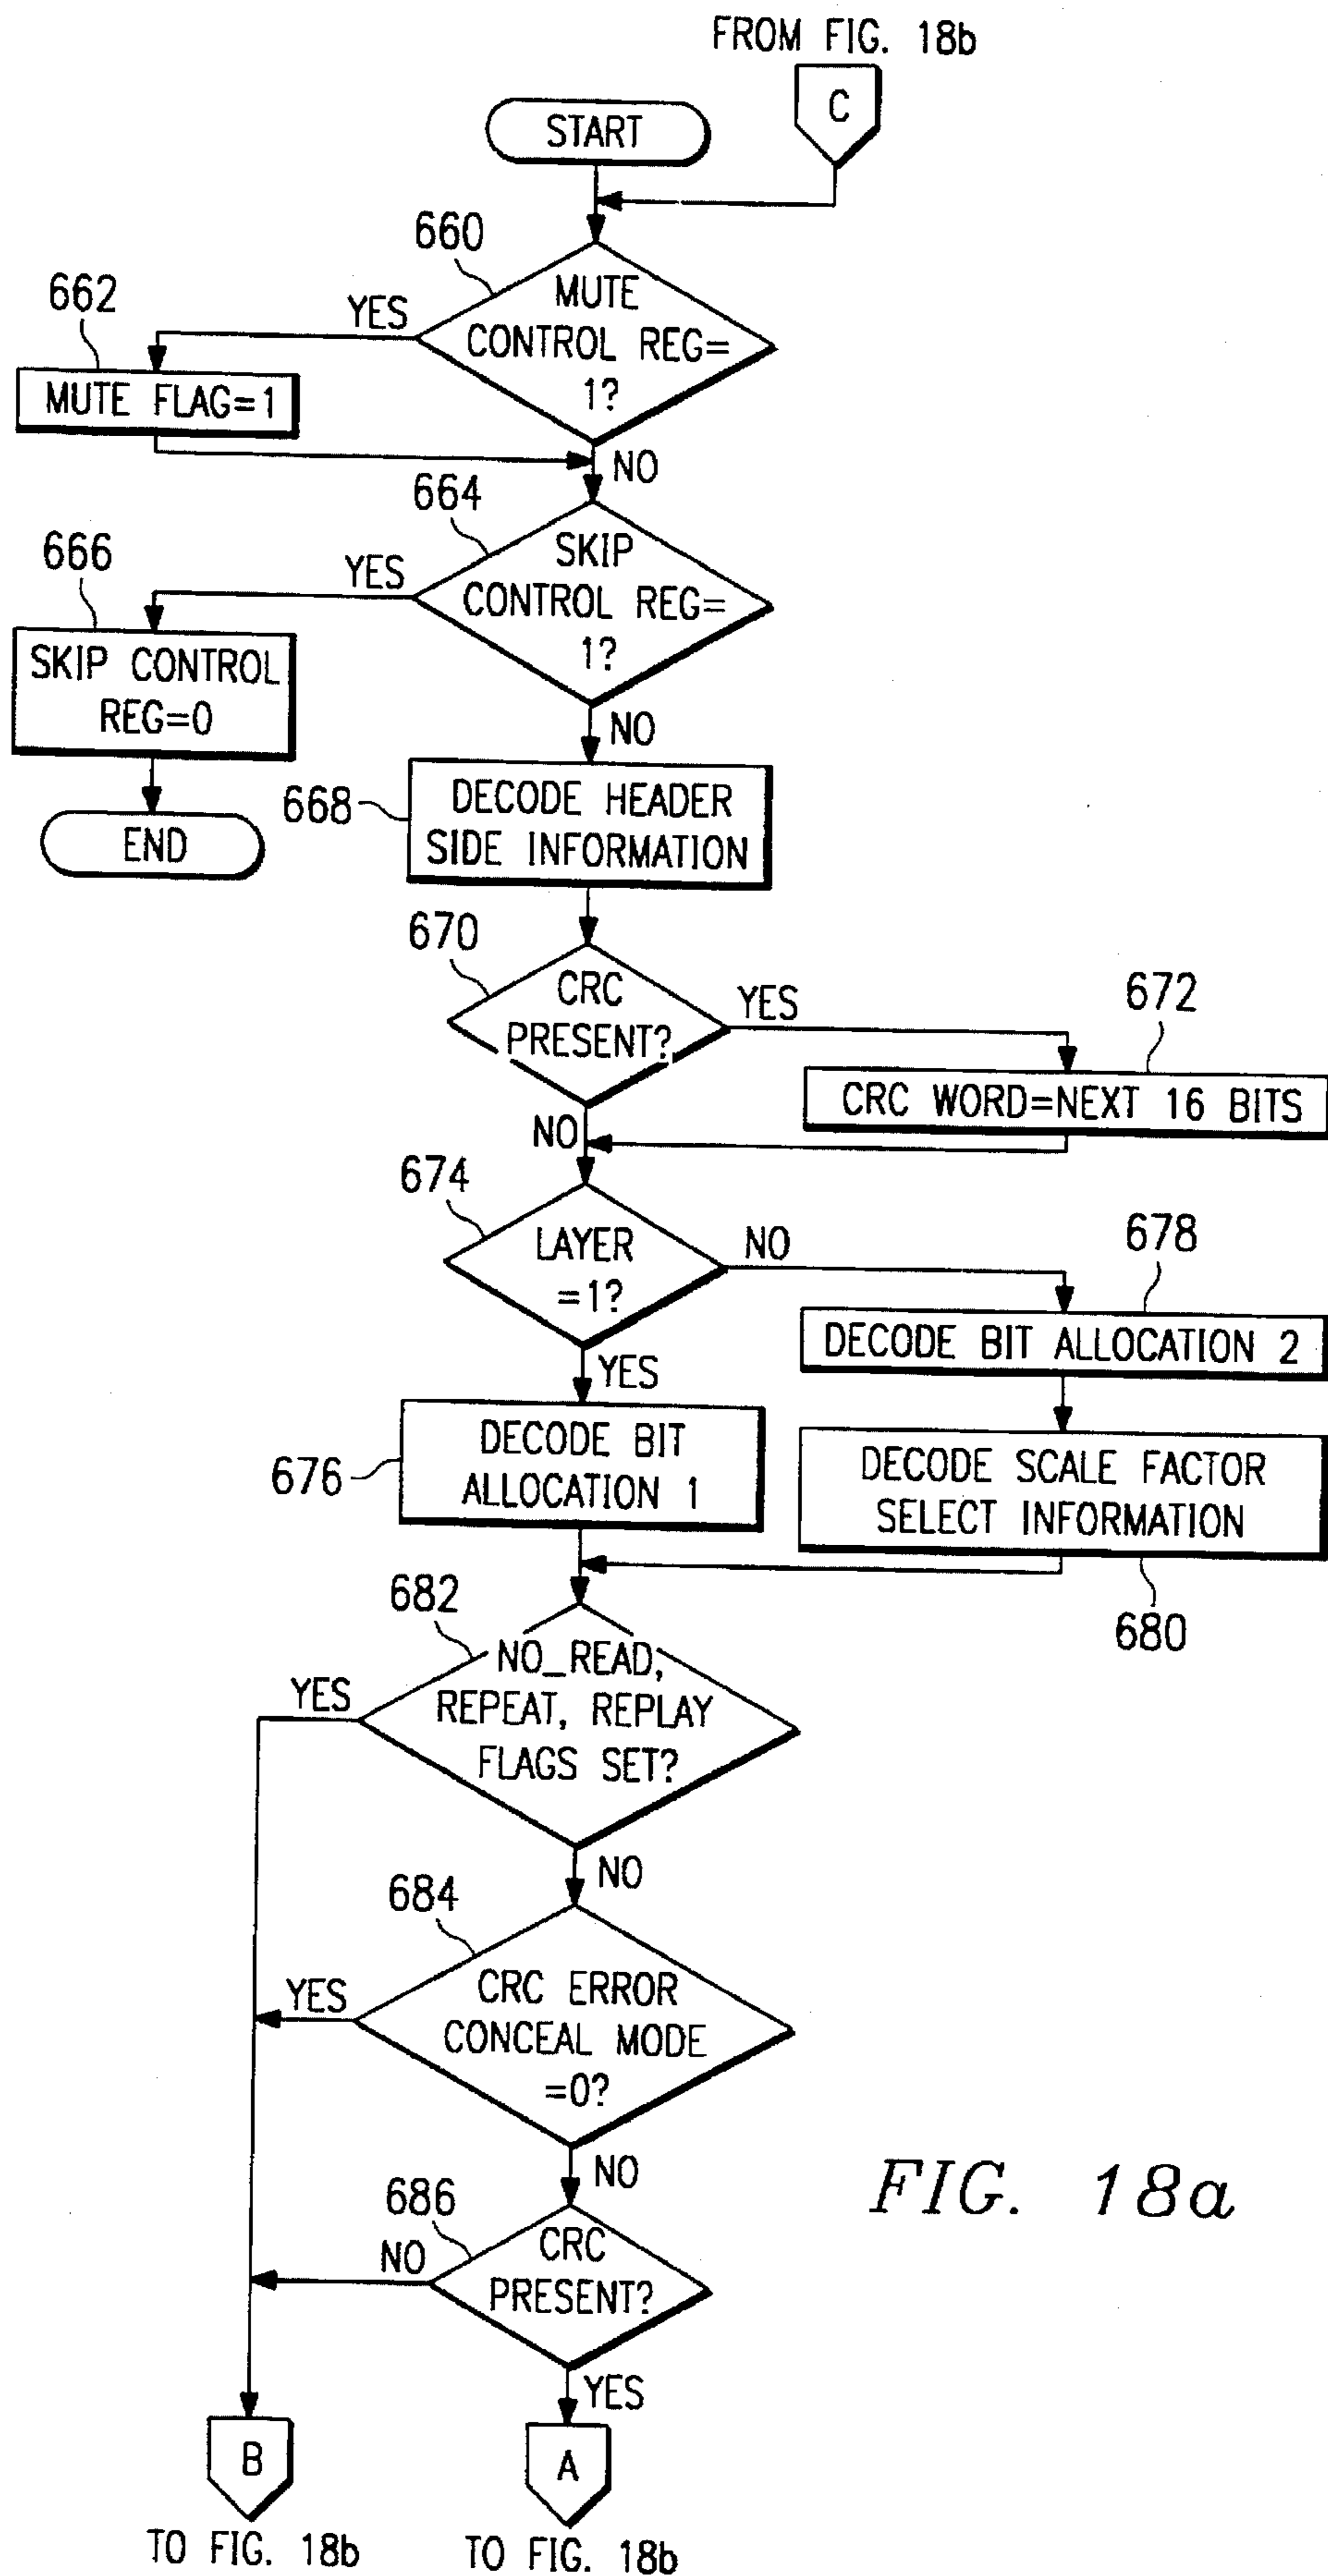 FROM FIG. 18b
C
START
660
MUTE
CONTROL REG=
1?
YES
662
MUTE FLAG=1
NO
664
SKIP
CONTROL REG=
1?
YES
666
SKIP CONTROL
REG=0
END
NO
668
DECODE HEADER
SIDE INFORMATION
670
CRC
PRESENT?
YES
672
CRC WORD=NEXT 16 BITS
NO
674
LAYER
=1?
NO
678
DECODE BIT ALLOCATION 2
YES
676
DECODE BIT
ALLOCATION 1
DECODE SCALE FACTOR
SELECT INFORMATION
680
682
NO_READ,
REPEAT, REPLAY
FLAGS SET?
YES
NO
684
CRC ERROR
CONCEAL MODE
=0?
YES
NO
686
CRC
PRESENT?
NO
YES
B
A
TO FIG. 18b
TO FIG. 18b
FIG. 18a